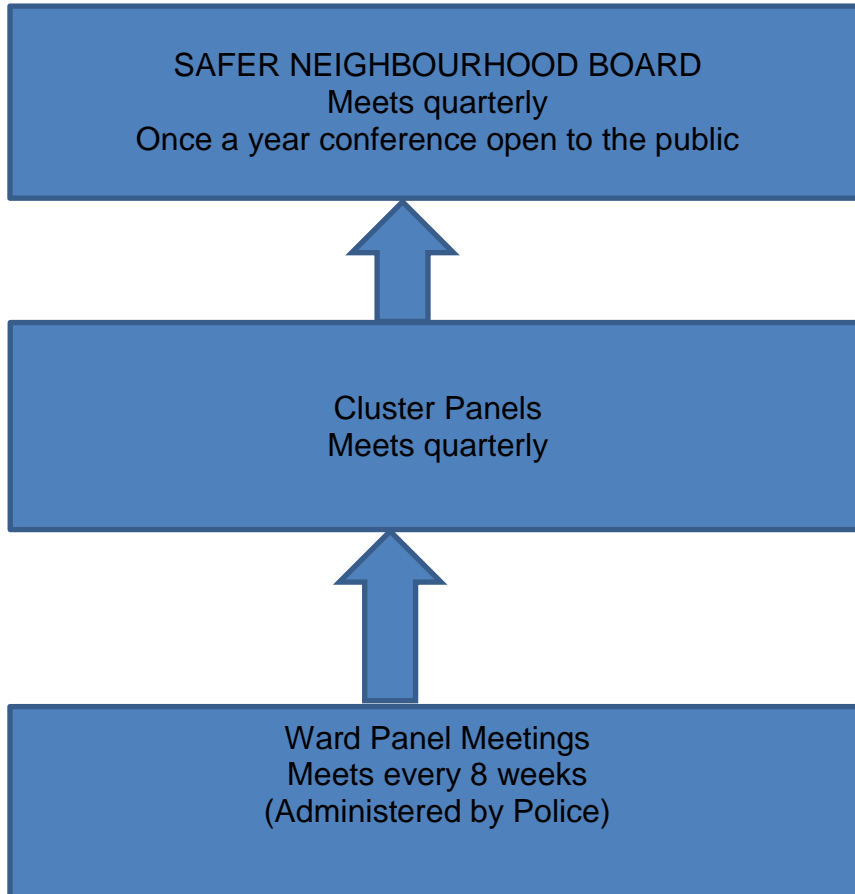 SAFER NEIGHBOURHOOD BOARD
Meets quarterly
Once a year conference open to the public
Cluster Panels
Meets quarterly
Ward Panel Meetings
Meets every 8 weeks
(Administered by Police)